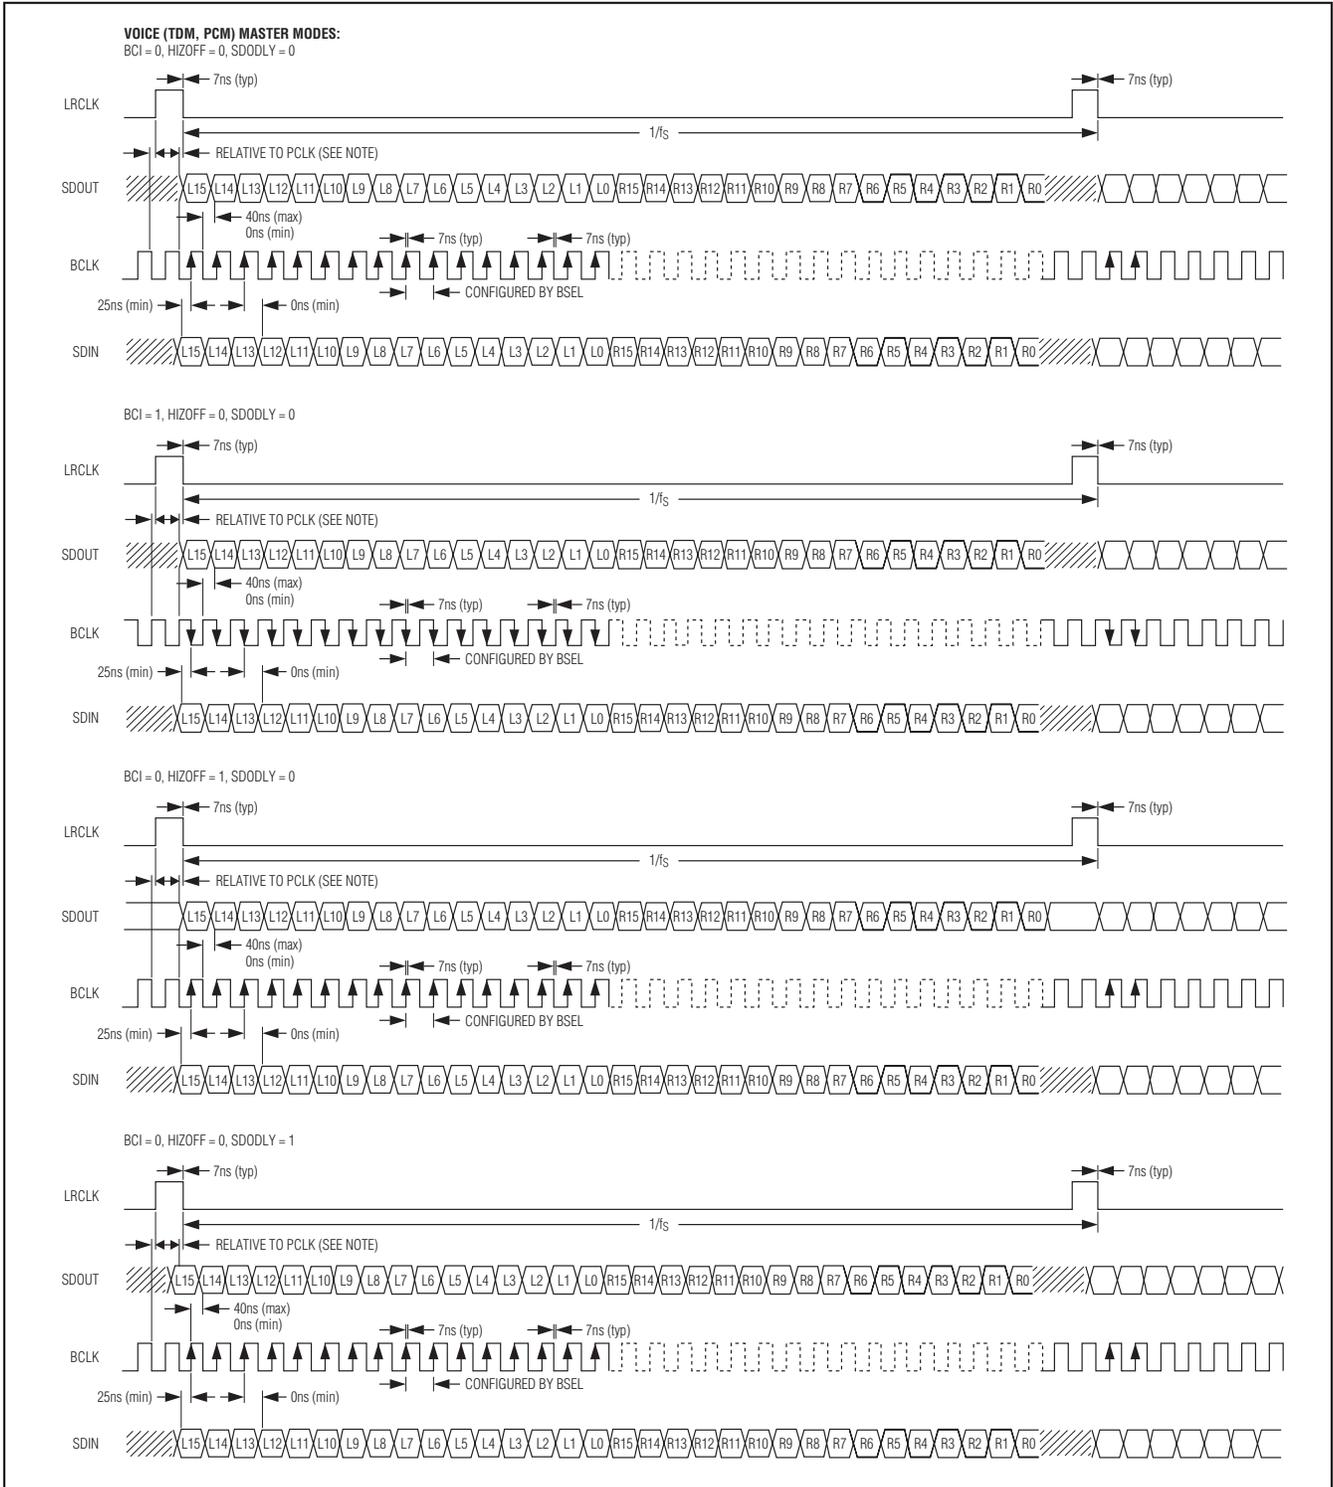 VOICE (TDM, PCM) MASTER MODES:
BCI = 0, HIZOFF = 0, SDODLY = 0
7ns (typ) 7ns (typ)
LRCLK
1/fS
RELATIVE TO PCLK (SEE NOTE)
SDOUT L15 L14 L13 L12 L11 L10 L9 L8 L7 L6 L5 L4 L3 L2 L1 L0 R15 R14 R13 R12 R11 R10 R9 R8 R7 R6 R5 R4 R3 R2 R1 R0
40ns (max)
0ns (min)
7ns (typ) 7ns (typ)
BCLK
CONFIGURED BY BSEL
25ns (min) 0ns (min)
SDIN L15 L14 L13 L12 L11 L10 L9 L8 L7 L6 L5 L4 L3 L2 L1 L0 R15 R14 R13 R12 R11 R10 R9 R8 R7 R6 R5 R4 R3 R2 R1 R0
BCI = 1, HIZOFF = 0, SDODLY = 0
7ns (typ) 7ns (typ)
LRCLK
1/fS
RELATIVE TO PCLK (SEE NOTE)
SDOUT L15 L14 L13 L12 L11 L10 L9 L8 L7 L6 L5 L4 L3 L2 L1 L0 R15 R14 R13 R12 R11 R10 R9 R8 R7 R6 R5 R4 R3 R2 R1 R0
40ns (max)
0ns (min)
7ns (typ) 7ns (typ)
BCLK
CONFIGURED BY BSEL
25ns (min) 0ns (min)
SDIN L15 L14 L13 L12 L11 L10 L9 L8 L7 L6 L5 L4 L3 L2 L1 L0 R15 R14 R13 R12 R11 R10 R9 R8 R7 R6 R5 R4 R3 R2 R1 R0
BCI = 0, HIZOFF = 1, SDODLY = 0
7ns (typ) 7ns (typ)
LRCLK
1/fS
RELATIVE TO PCLK (SEE NOTE)
SDOUT L15 L14 L13 L12 L11 L10 L9 L8 L7 L6 L5 L4 L3 L2 L1 L0 R15 R14 R13 R12 R11 R10 R9 R8 R7 R6 R5 R4 R3 R2 R1 R0
40ns (max)
0ns (min)
7ns (typ) 7ns (typ)
BCLK
CONFIGURED BY BSEL
25ns (min) 0ns (min)
SDIN L15 L14 L13 L12 L11 L10 L9 L8 L7 L6 L5 L4 L3 L2 L1 L0 R15 R14 R13 R12 R11 R10 R9 R8 R7 R6 R5 R4 R3 R2 R1 R0
BCI = 0, HIZOFF = 0, SDODLY = 1
7ns (typ) 7ns (typ)
LRCLK
1/fS
RELATIVE TO PCLK (SEE NOTE)
SDOUT L15 L14 L13 L12 L11 L10 L9 L8 L7 L6 L5 L4 L3 L2 L1 L0 R15 R14 R13 R12 R11 R10 R9 R8 R7 R6 R5 R4 R3 R2 R1 R0
40ns (max)
0ns (min)
7ns (typ) 7ns (typ)
BCLK
CONFIGURED BY BSEL
25ns (min) 0ns (min)
SDIN L15 L14 L13 L12 L11 L10 L9 L8 L7 L6 L5 L4 L3 L2 L1 L0 R15 R14 R13 R12 R11 R10 R9 R8 R7 R6 R5 R4 R3 R2 R1 R0